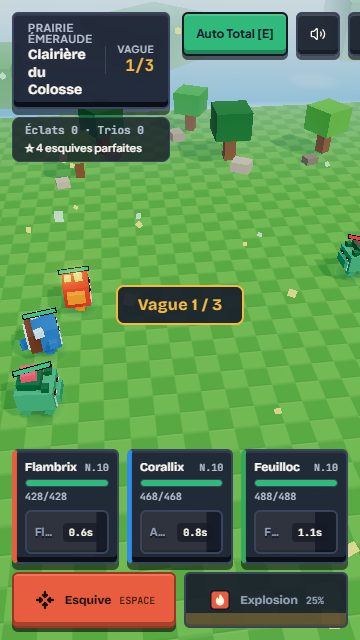 PRAIRIE
ÉMERAUDE
Clairière
du
Colosse
VAGUE
1/3
Auto Total [E]
Éclats 0 · Trios 0
☆ 4 esquives parfaites
Vague 1 / 3
Flambrix N.10
428/428
Fl... 0.6s
Corallix N.10
468/468
A... 0.8s
Feuilloc N.10
488/488
F... 1.1s
Esquive ESPACE
Explosion 25%